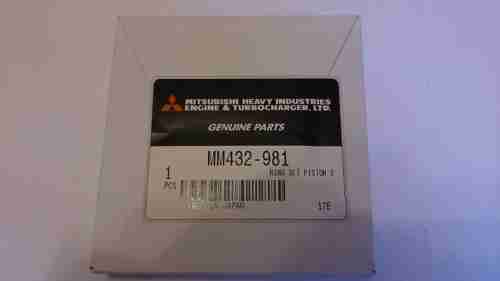 MITSUBISHI HEAVY INDUSTRIES
ENGINE & TURBOCHARGER, LTD.
GENUINE PARTS
MM432-981
1
PCS
RING SET PISTON S
JAPAN
17E